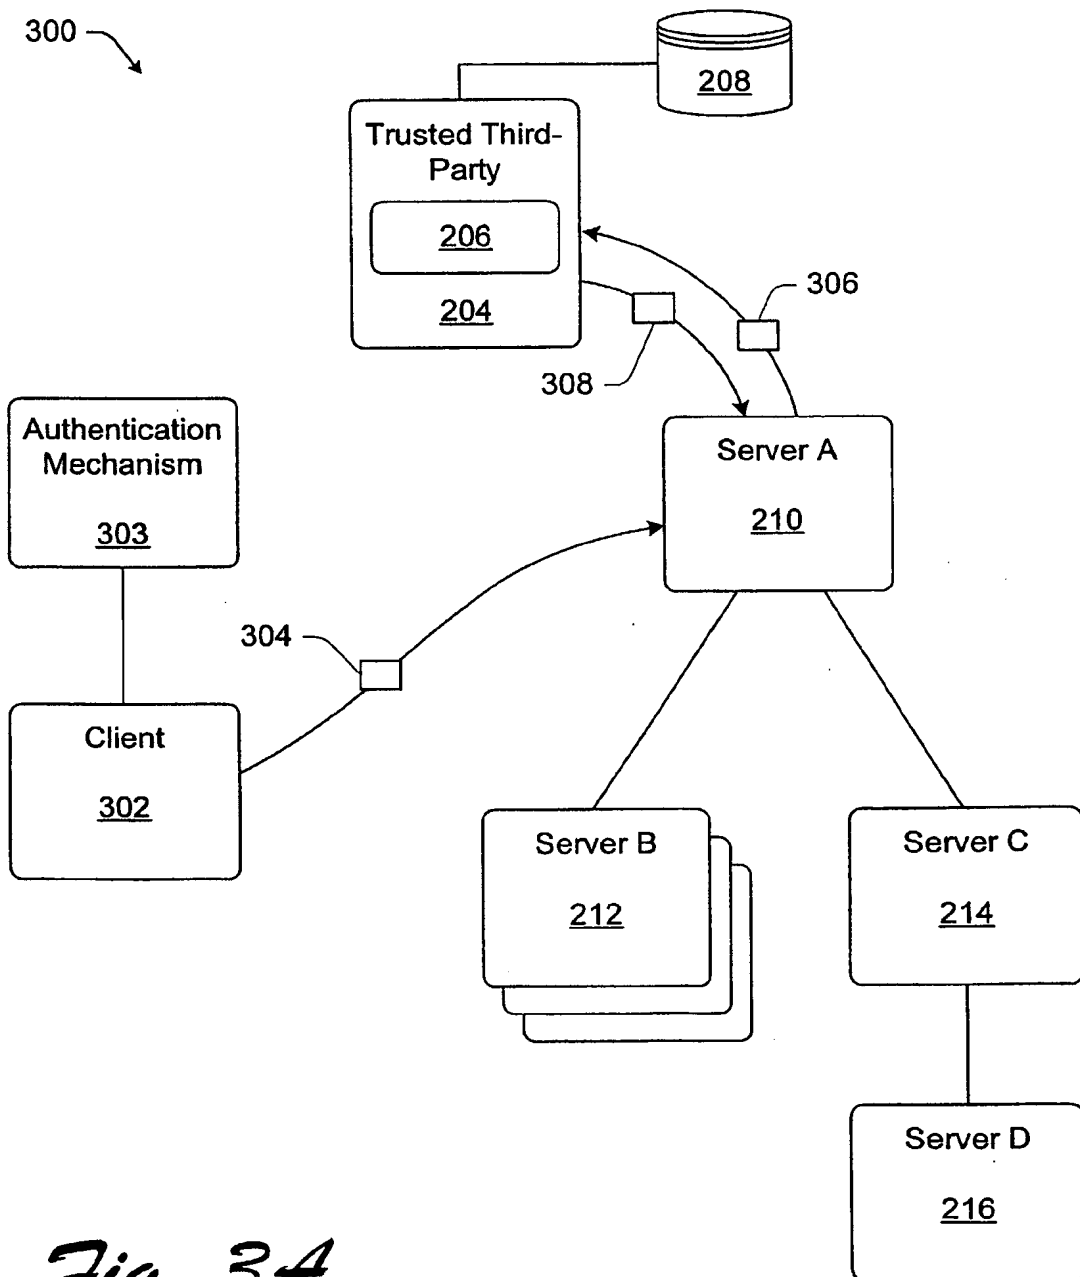 300
208
Trusted Third-
Party
206
204
306
308
Authentication
Mechanism
303
Server A
210
304
Client
302
Server B
212
Server C
214
Server D
216
Fig. 3A